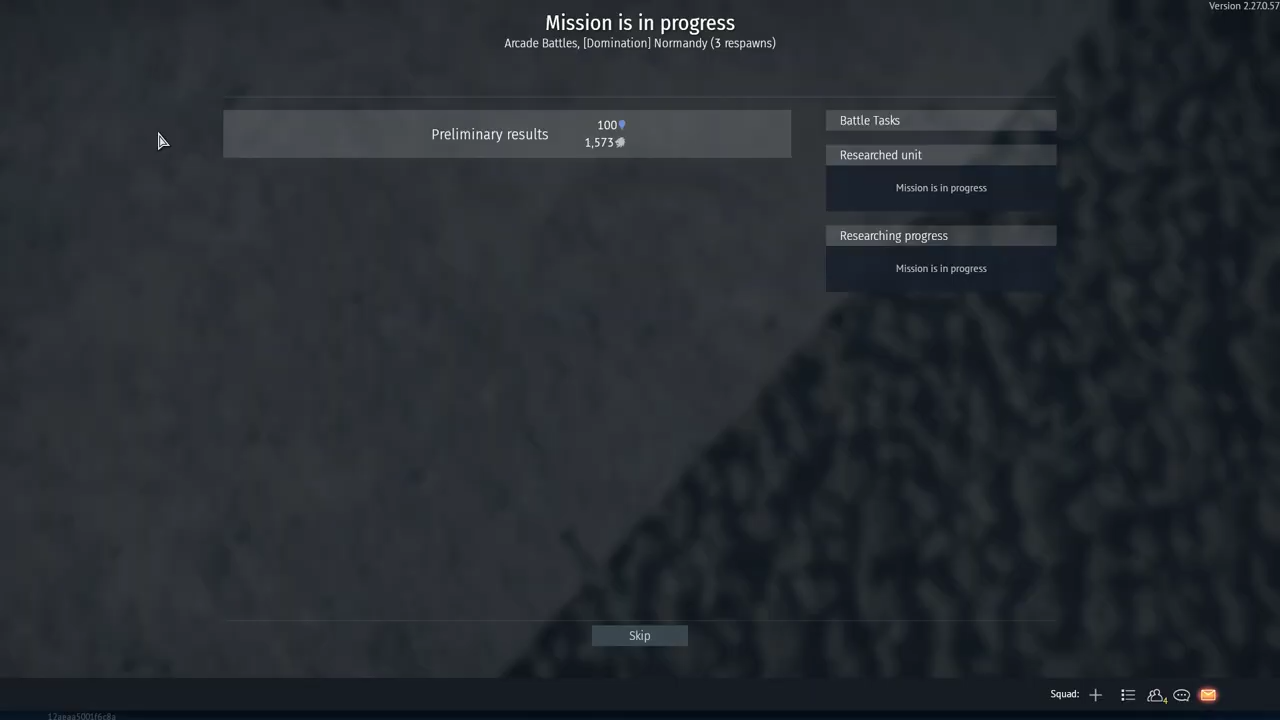 Version 2.27.0.57
Mission is in progress
Arcade Battles, [Domination] Normandy (3 respawns)
Preliminary results
100
1,573
Battle Tasks
Researched unit
Mission is in progress
Researching progress
Mission is in progress
Skip
Squad:
4